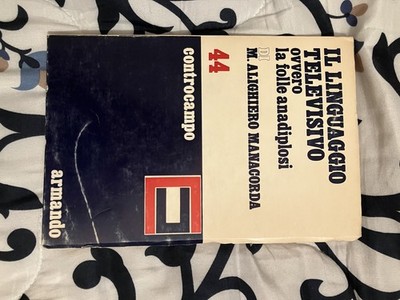 IL LINGUAGGIO
TELEVISIVO
ovvero
la folle anadiplosi
DI
M. ALIGHIERO MANACORDA
44
controcampo
armando